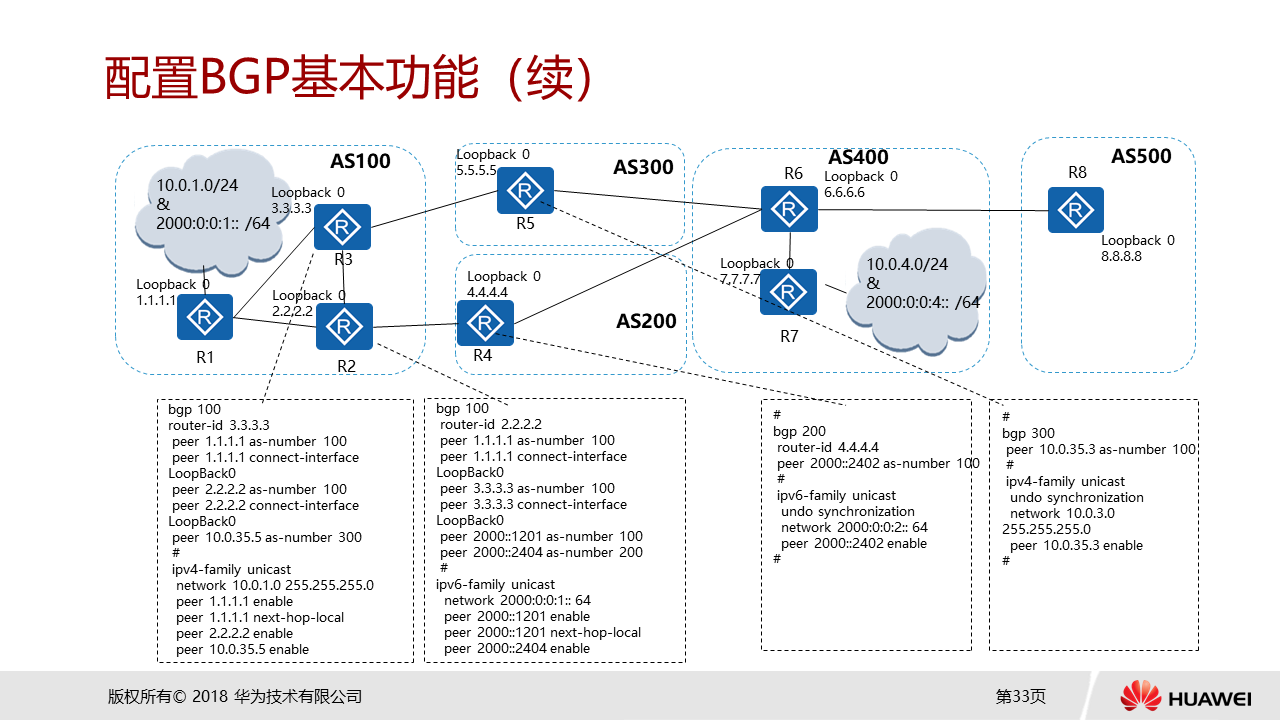 配置BGP基本功能（续）
AS100
10.0.1.0/24
&
2000:0:0:1:: /64
Loopback 0
3.3.3.3
R3
Loopback 0
1.1.1.1
R1
Loopback 0
2.2.2.2
R2
Loopback 0
5.5.5.5
AS300
R5
Loopback 0
4.4.4.4
AS200
R4
AS400
R6
Loopback 0
6.6.6.6
Loopback 0
7.7.7.7
R7
10.0.4.0/24
&
2000:0:0:4:: /64
AS500
R8
Loopback 0
8.8.8.8
bgp 100
router-id 3.3.3.3
peer 1.1.1.1 as-number 100
peer 1.1.1.1 connect-interface
LoopBack0
peer 2.2.2.2 as-number 100
peer 2.2.2.2 connect-interface
LoopBack0
peer 10.0.35.5 as-number 300
#
ipv4-family unicast
network 10.0.1.0 255.255.255.0
peer 1.1.1.1 enable
peer 1.1.1.1 next-hop-local
peer 2.2.2.2 enable
peer 10.0.35.5 enable
bgp 100
router-id 2.2.2.2
peer 1.1.1.1 as-number 100
peer 1.1.1.1 connect-interface
LoopBack0
peer 3.3.3.3 as-number 100
peer 3.3.3.3 connect-interface
LoopBack0
peer 2000::1201 as-number 100
peer 2000::2404 as-number 200
#
ipv6-family unicast
network 2000:0:0:1:: 64
peer 2000::1201 enable
peer 2000::1201 next-hop-local
peer 2000::2404 enable
#
bgp 200
router-id 4.4.4.4
peer 2000::2402 as-number 100
#
ipv6-family unicast
undo synchronization
network 2000:0:0:2:: 64
peer 2000::2402 enable
#
#
bgp 300
peer 10.0.35.3 as-number 100
#
ipv4-family unicast
undo synchronization
network 10.0.3.0
255.255.255.0
peer 10.0.35.3 enable
#
版权所有© 2018 华为技术有限公司
第33页
HUAWEI